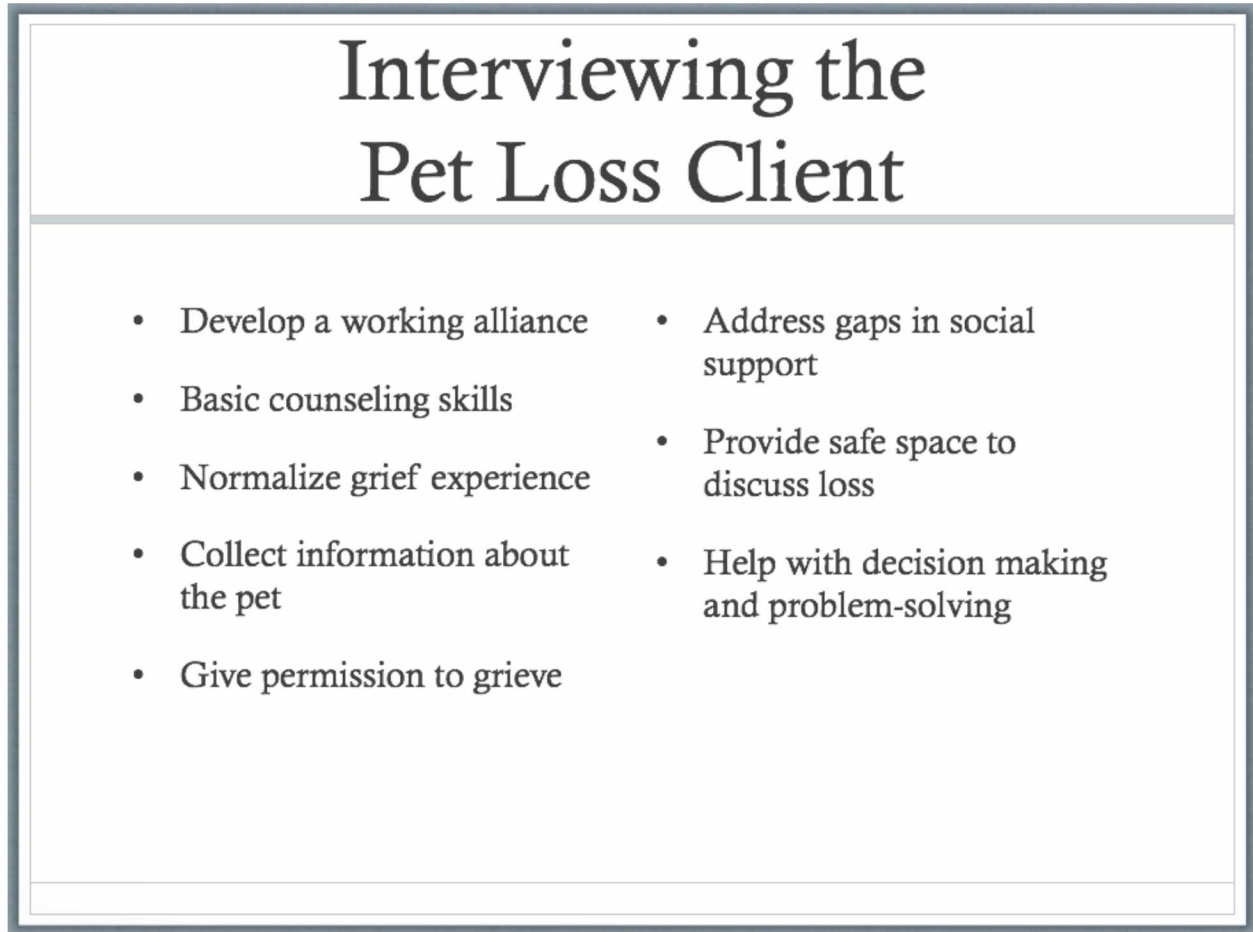 Interviewing the
Pet Loss Client
• Develop a working alliance
• Basic counseling skills
• Normalize grief experience
• Collect information about
the pet
• Give permission to grieve
• Address gaps in social
support
• Provide safe space to
discuss loss
• Help with decision making
and problem-solving